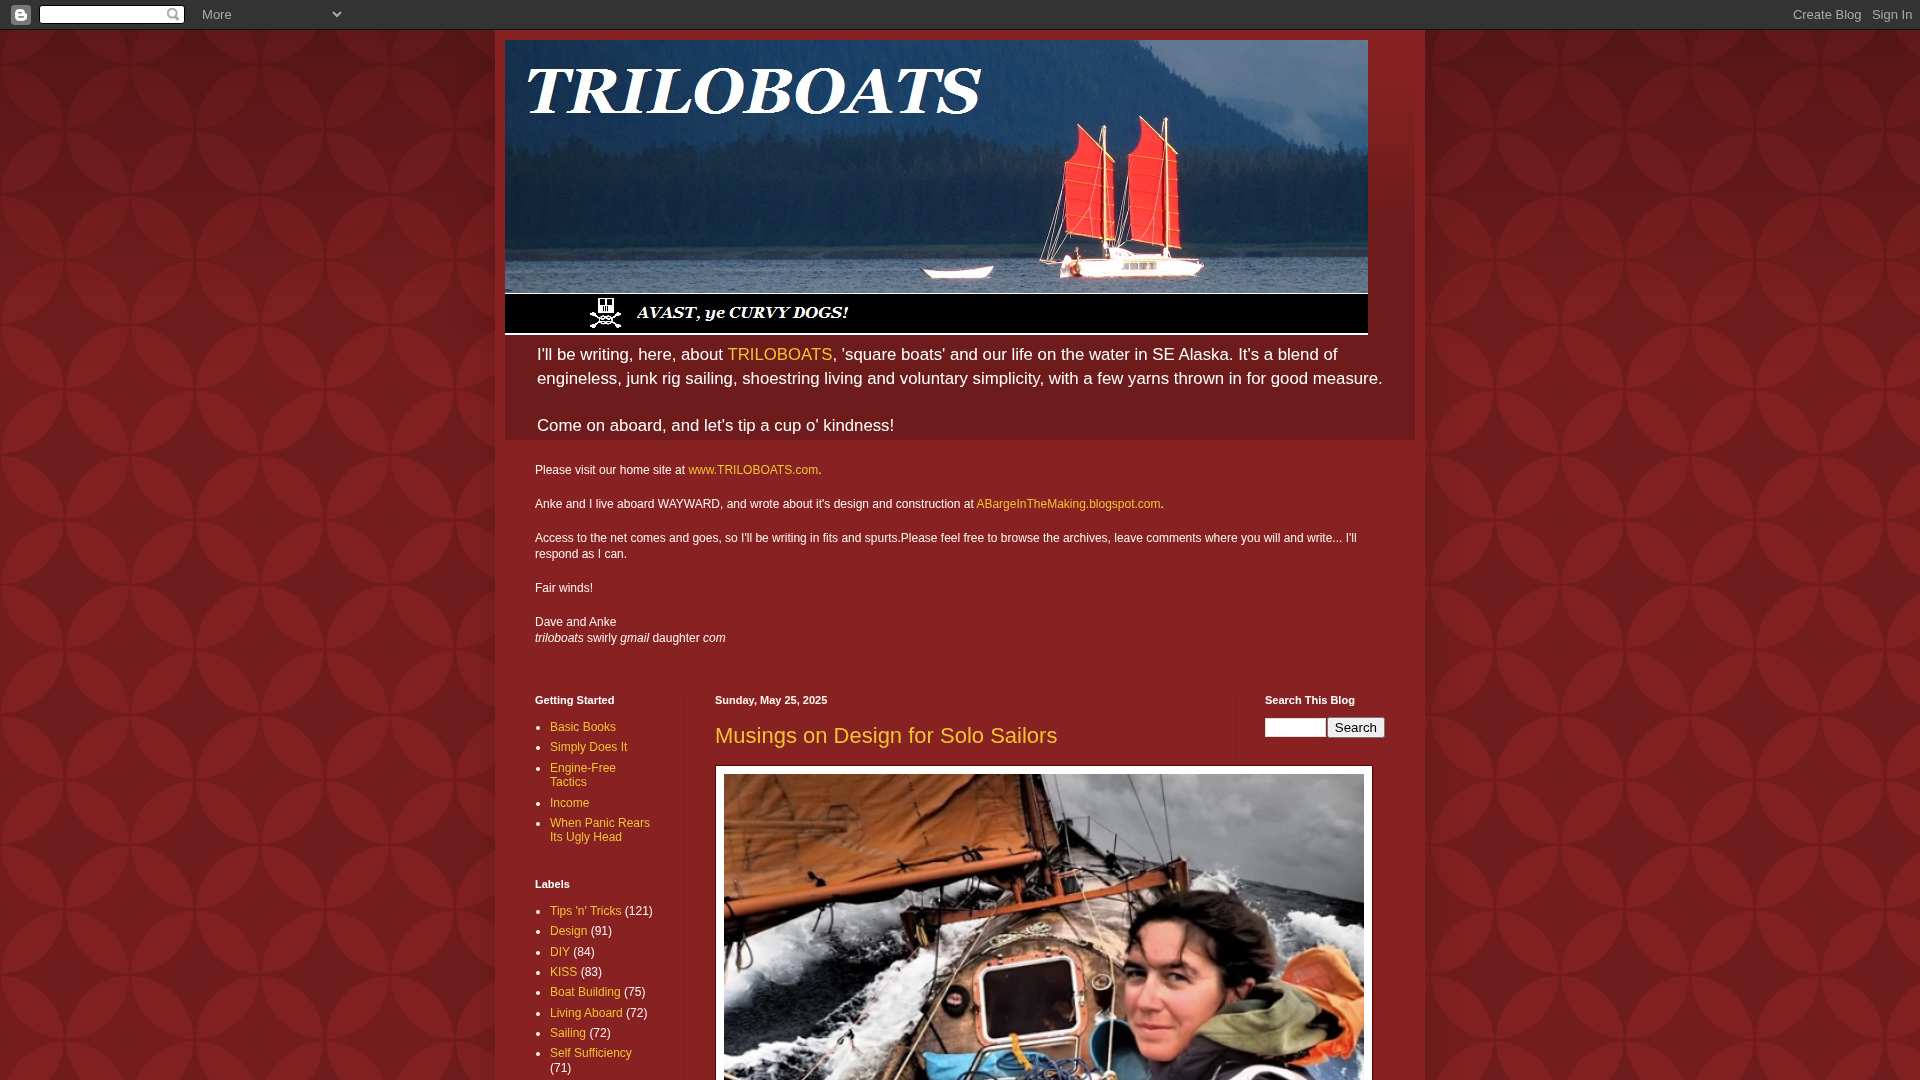 More
Create Blog Sign In
TRILOBOATS
AVAST, ye CURVY DOGS!
I'll be writing, here, about TRILOBOATS, 'square boats' and our life on the water in SE Alaska. It's a blend of
engineless, junk rig sailing, shoestring living and voluntary simplicity, with a few yarns thrown in for good measure.
Come on aboard, and let's tip a cup o' kindness!
Please visit our home site at www.TRILOBOATS.com.
Anke and I live aboard WAYWARD, and wrote about it's design and construction at ABargeInTheMaking.blogspot.com.
Access to the net comes and goes, so I'll be writing in fits and spurts.Please feel free to browse the archives, leave comments where you will and write... I'll
respond as I can.
Fair winds!
Dave and Anke
triloboats swirly gmail daughter com
Getting Started
Basic Books
Simply Does It
Engine-Free
Tactics
Income
When Panic Rears
Its Ugly Head
Labels
Tips 'n' Tricks (121)
Design (91)
DIY (84)
KISS (83)
Boat Building (75)
Living Aboard (72)
Sailing (72)
Self Sufficiency
(71)
Sunday, May 25, 2025
Musings on Design for Solo Sailors
Search This Blog
Search